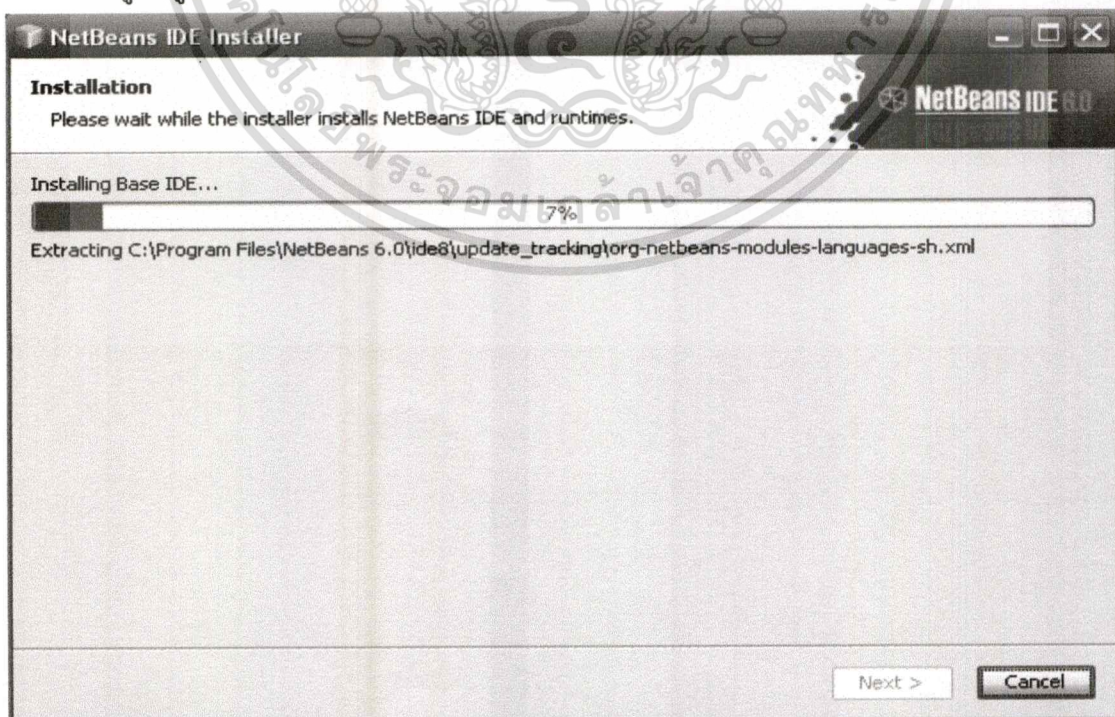 NetBeans IDE Installer
Installation
Please wait while the installer installs NetBeans IDE and runtimes.
NetBeans IDE 6.0
Installing Base IDE...
7%
Extracting C:\Program Files\NetBeans 6.0\ide8\update_tracking\org-netbeans-modules-languages-sh.xml
Next >
Cancel